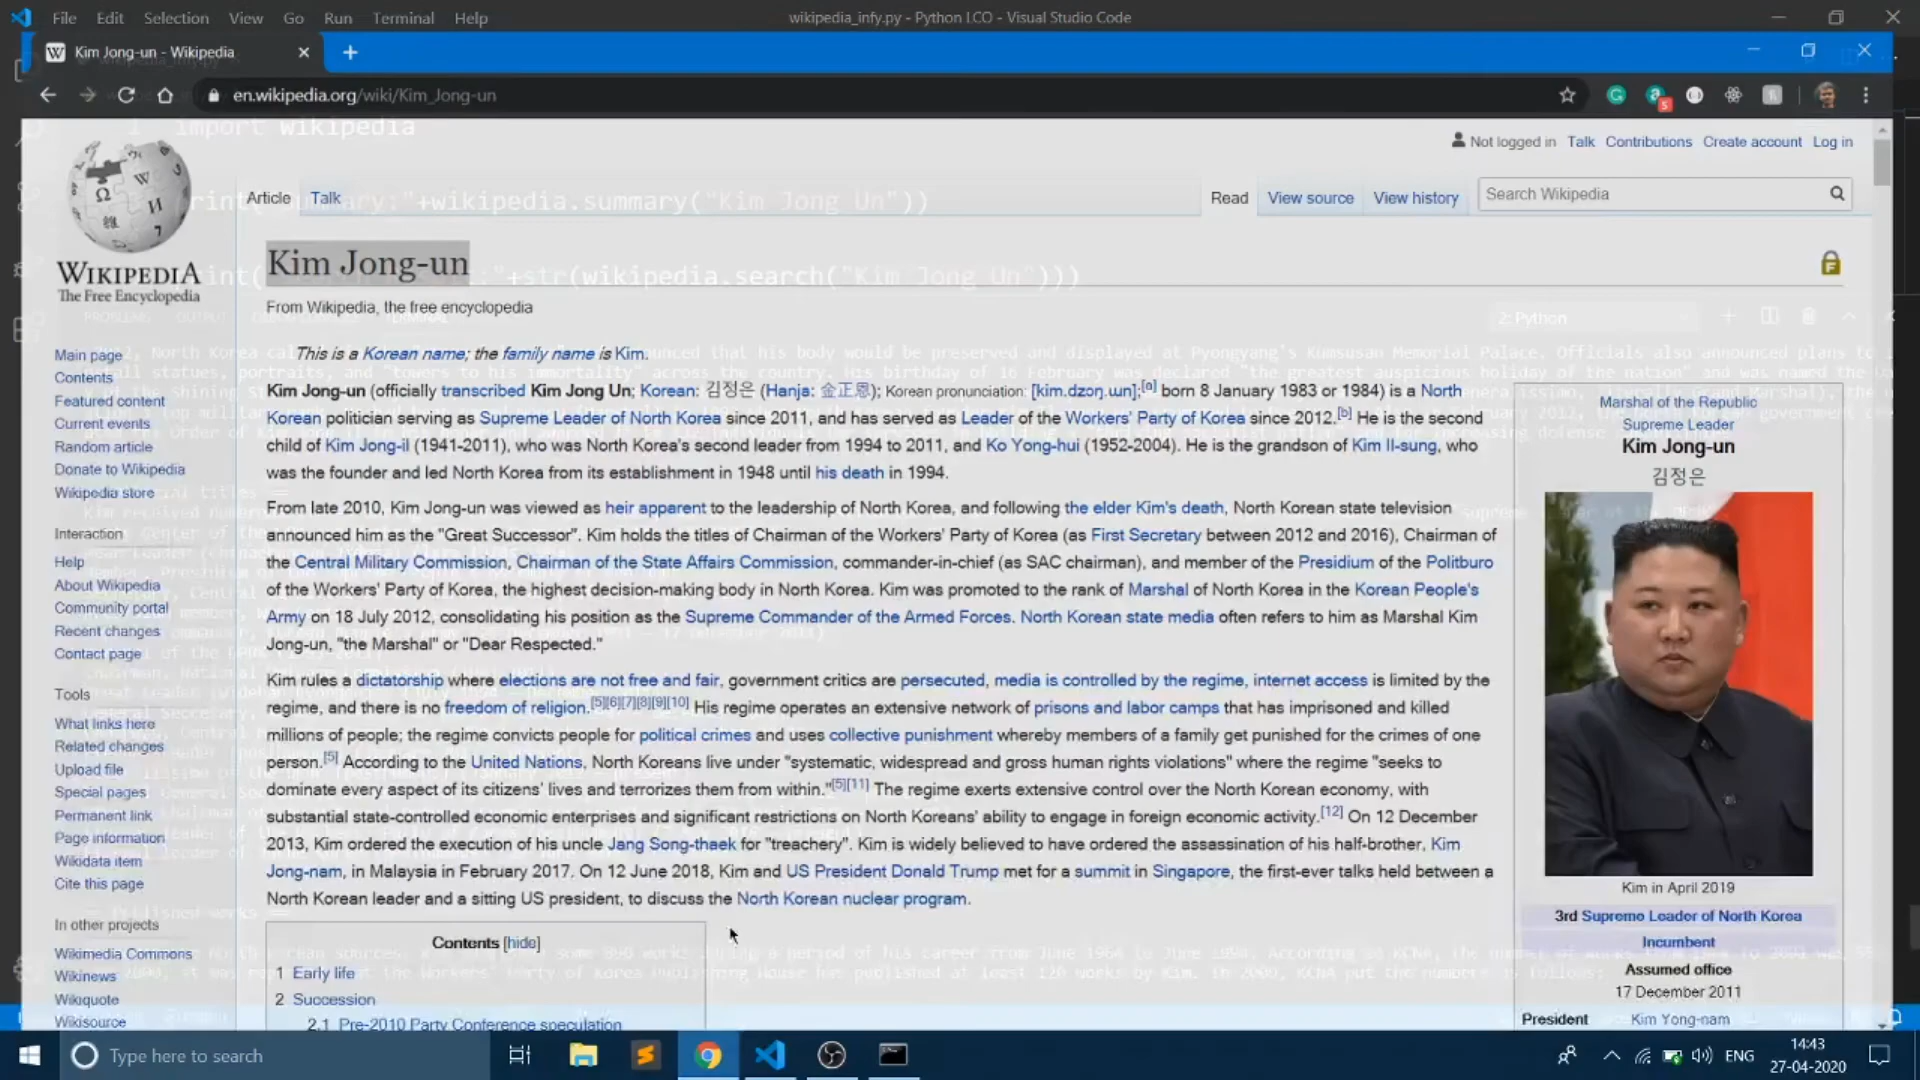 File Edit Selection View Go Run Terminal Help
wikipedia_infy.py - Python LCO - Visual Studio Code
Kim Jong-un - Wikipedia
en.wikipedia.org/wiki/Kim_Jong-un
import wikipedia
Not logged in Talk Contributions Create account Log in
Article Talk
+wikipedia.summary("Kim Jong Un"))
Read View source View history Search Wikipedia
WIKIPEDIA
The Free Encyclopedia
Kim Jong-un
"+str(wikipedia.search("Kim Jong Un")))
From Wikipedia, the free encyclopedia
2: Python
This is a Korean name; the family name is Kim.
Kim Jong-un (officially transcribed Kim Jong Un; Korean: 김정은 (Hanja: 金正恩); Korean pronunciation: [kim.dzʌŋ.ɯn];[a] born 8 January 1983 or 1984) is a North
Korean politician serving as Supreme Leader of North Korea since 2011, and has served as Leader of the Workers' Party of Korea since 2012.[b] He is the second
child of Kim Jong-il (1941-2011), who was North Korea's second leader from 1994 to 2011, and Ko Yong-hui (1952-2004). He is the grandson of Kim Il-sung, who
was the founder and led North Korea from its establishment in 1948 until his death in 1994.
From late 2010, Kim Jong-un was viewed as heir apparent to the leadership of North Korea, and following the elder Kim's death, North Korean state television
announced him as the "Great Successor". Kim holds the titles of Chairman of the Workers' Party of Korea (as First Secretary between 2012 and 2016), Chairman of
the Central Military Commission, Chairman of the State Affairs Commission, commander-in-chief (as SAC chairman), and member of the Presidium of the Politburo
of the Workers' Party of Korea, the highest decision-making body in North Korea. Kim was promoted to the rank of Marshal of North Korea in the Korean People's
Army on 18 July 2012, consolidating his position as the Supreme Commander of the Armed Forces. North Korean state media often refers to him as Marshal Kim
Jong-un, "the Marshal" or "Dear Respected."
Kim rules a dictatorship where elections are not free and fair, government critics are persecuted, media is controlled by the regime, internet access is limited by the
regime, and there is no freedom of religion.[5][6][7][8][9][10] His regime operates an extensive network of prisons and labor camps that has imprisoned and killed
millions of people; the regime convicts people for political crimes and uses collective punishment whereby members of a family get punished for the crimes of one
person.[5] According to the United Nations, North Koreans live under "systematic, widespread and gross human rights violations" where the regime "seeks to
dominate every aspect of its citizens' lives and terrorizes them from within."[5][11] The regime exerts extensive control over the North Korean economy, with
substantial state-controlled economic enterprises and significant restrictions on North Koreans' ability to engage in foreign economic activity.[12] On 12 December
2013, Kim ordered the execution of his uncle Jang Song-thaek for "treachery". Kim is widely believed to have ordered the assassination of his half-brother, Kim
Jong-nam, in Malaysia in February 2017. On 12 June 2018, Kim and US President Donald Trump met for a summit in Singapore, the first-ever talks held between a
North Korean leader and a sitting US president, to discuss the North Korean nuclear program.
Contents [hide]
1 Early life
2 Succession
2.1 Pre-2010 Party Conference speculation
Main page
Contents
Featured content
Current events
Random article
Donate to Wikipedia
Wikipedia store
Interaction
Help
About Wikipedia
Community portal
Recent changes
Contact page
Tools
What links here
Related changes
Upload file
Special pages
Permanent link
Page information
Wikidata item
Cite this page
In other projects
Wikimedia Commons
Wikinews
Wikiquote
Wikisource
Marshal of the Republic
Supreme Leader
Kim Jong-un
김정은
Kim in April 2019
3rd Supreme Leader of North Korea
Incumbent
Assumed office
17 December 2011
President Kim Yong-nam
Type here to search
ENG
14:43
27-04-2020